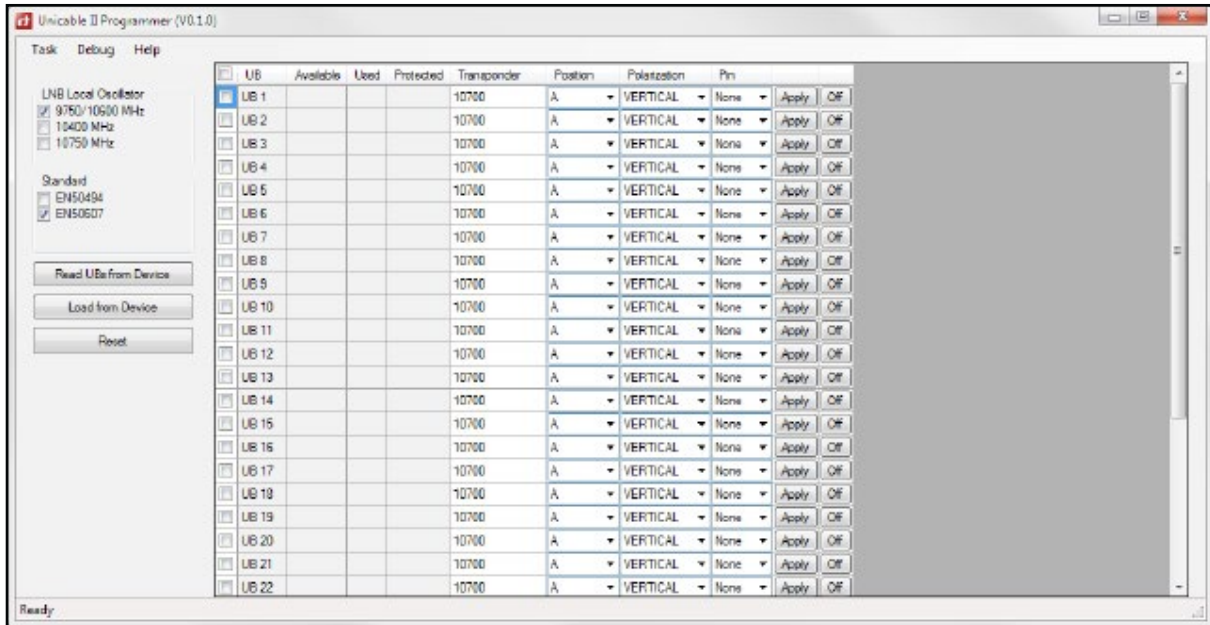 Unicable II Programmer (V0.1.0)
Task Debug Help
LNB Local Oscillator
9750/10600 MHz
10400 MHz
10750 MHz
Standard
EN50494
EN50607
Read UBs from Device
Load from Device
Reset
UB Available Used Protected Transponder Position Polarization Pin
UB 1 10700 A VERTICAL None Apply Off
UB 2 10700 A VERTICAL None Apply Off
UB 3 10700 A VERTICAL None Apply Off
UB 4 10700 A VERTICAL None Apply Off
UB 5 10700 A VERTICAL None Apply Off
UB 6 10700 A VERTICAL None Apply Off
UB 7 10700 A VERTICAL None Apply Off
UB 8 10700 A VERTICAL None Apply Off
UB 9 10700 A VERTICAL None Apply Off
UB 10 10700 A VERTICAL None Apply Off
UB 11 10700 A VERTICAL None Apply Off
UB 12 10700 A VERTICAL None Apply Off
UB 13 10700 A VERTICAL None Apply Off
UB 14 10700 A VERTICAL None Apply Off
UB 15 10700 A VERTICAL None Apply Off
UB 16 10700 A VERTICAL None Apply Off
UB 17 10700 A VERTICAL None Apply Off
UB 18 10700 A VERTICAL None Apply Off
UB 19 10700 A VERTICAL None Apply Off
UB 20 10700 A VERTICAL None Apply Off
UB 21 10700 A VERTICAL None Apply Off
UB 22 10700 A VERTICAL None Apply Off
Ready